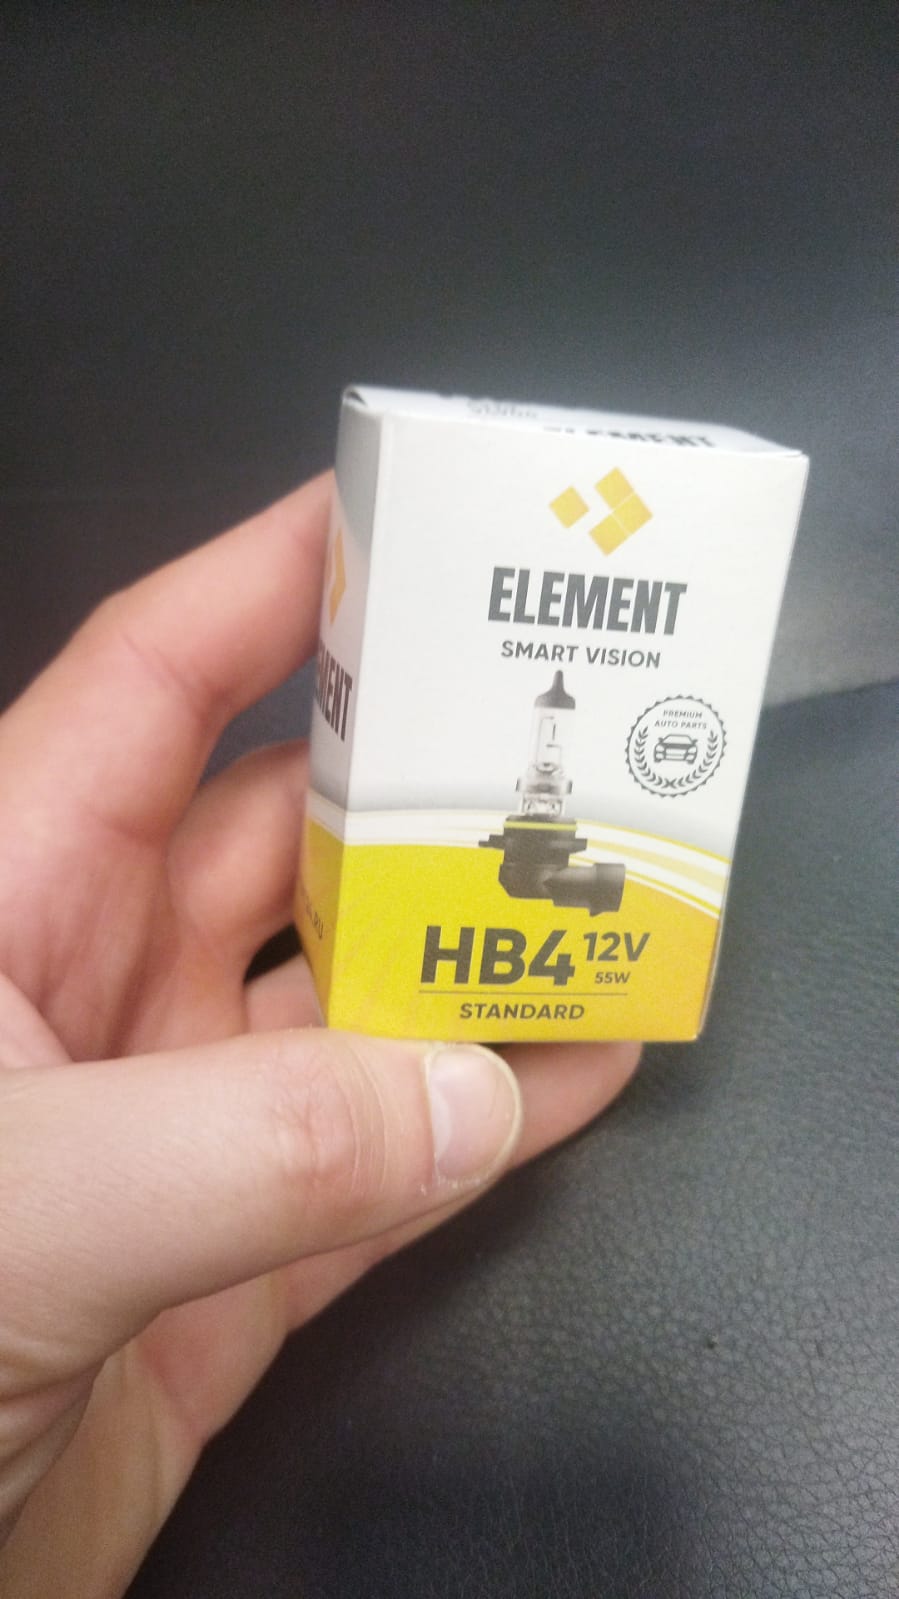 ELEMENT
ELEMENT
SMART VISION
PREMIUM
AUTO PARTS
HB4 12V
55W
STANDARD